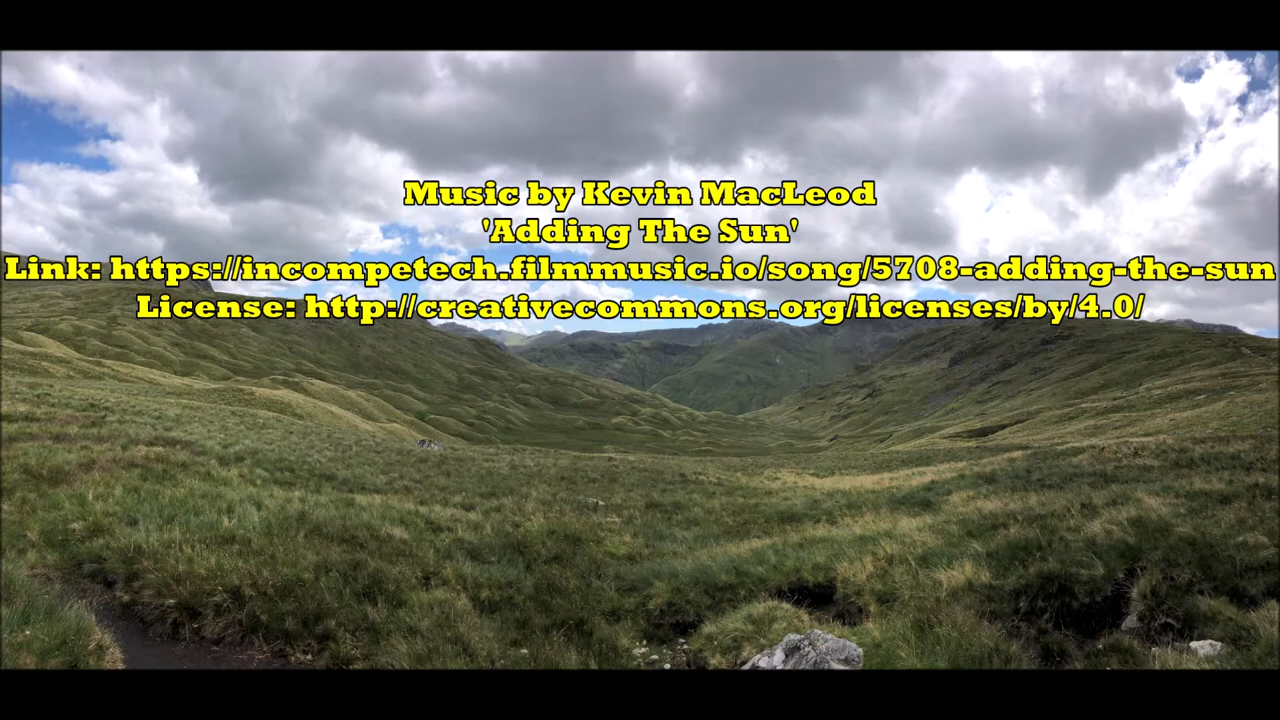 Music by Kevin MacLeod
'Adding The Sun'
Link: https://incompetech.filmmusic.io/song/5708-adding-the-sun
License: http://creativecommons.org/licenses/by/4.0/